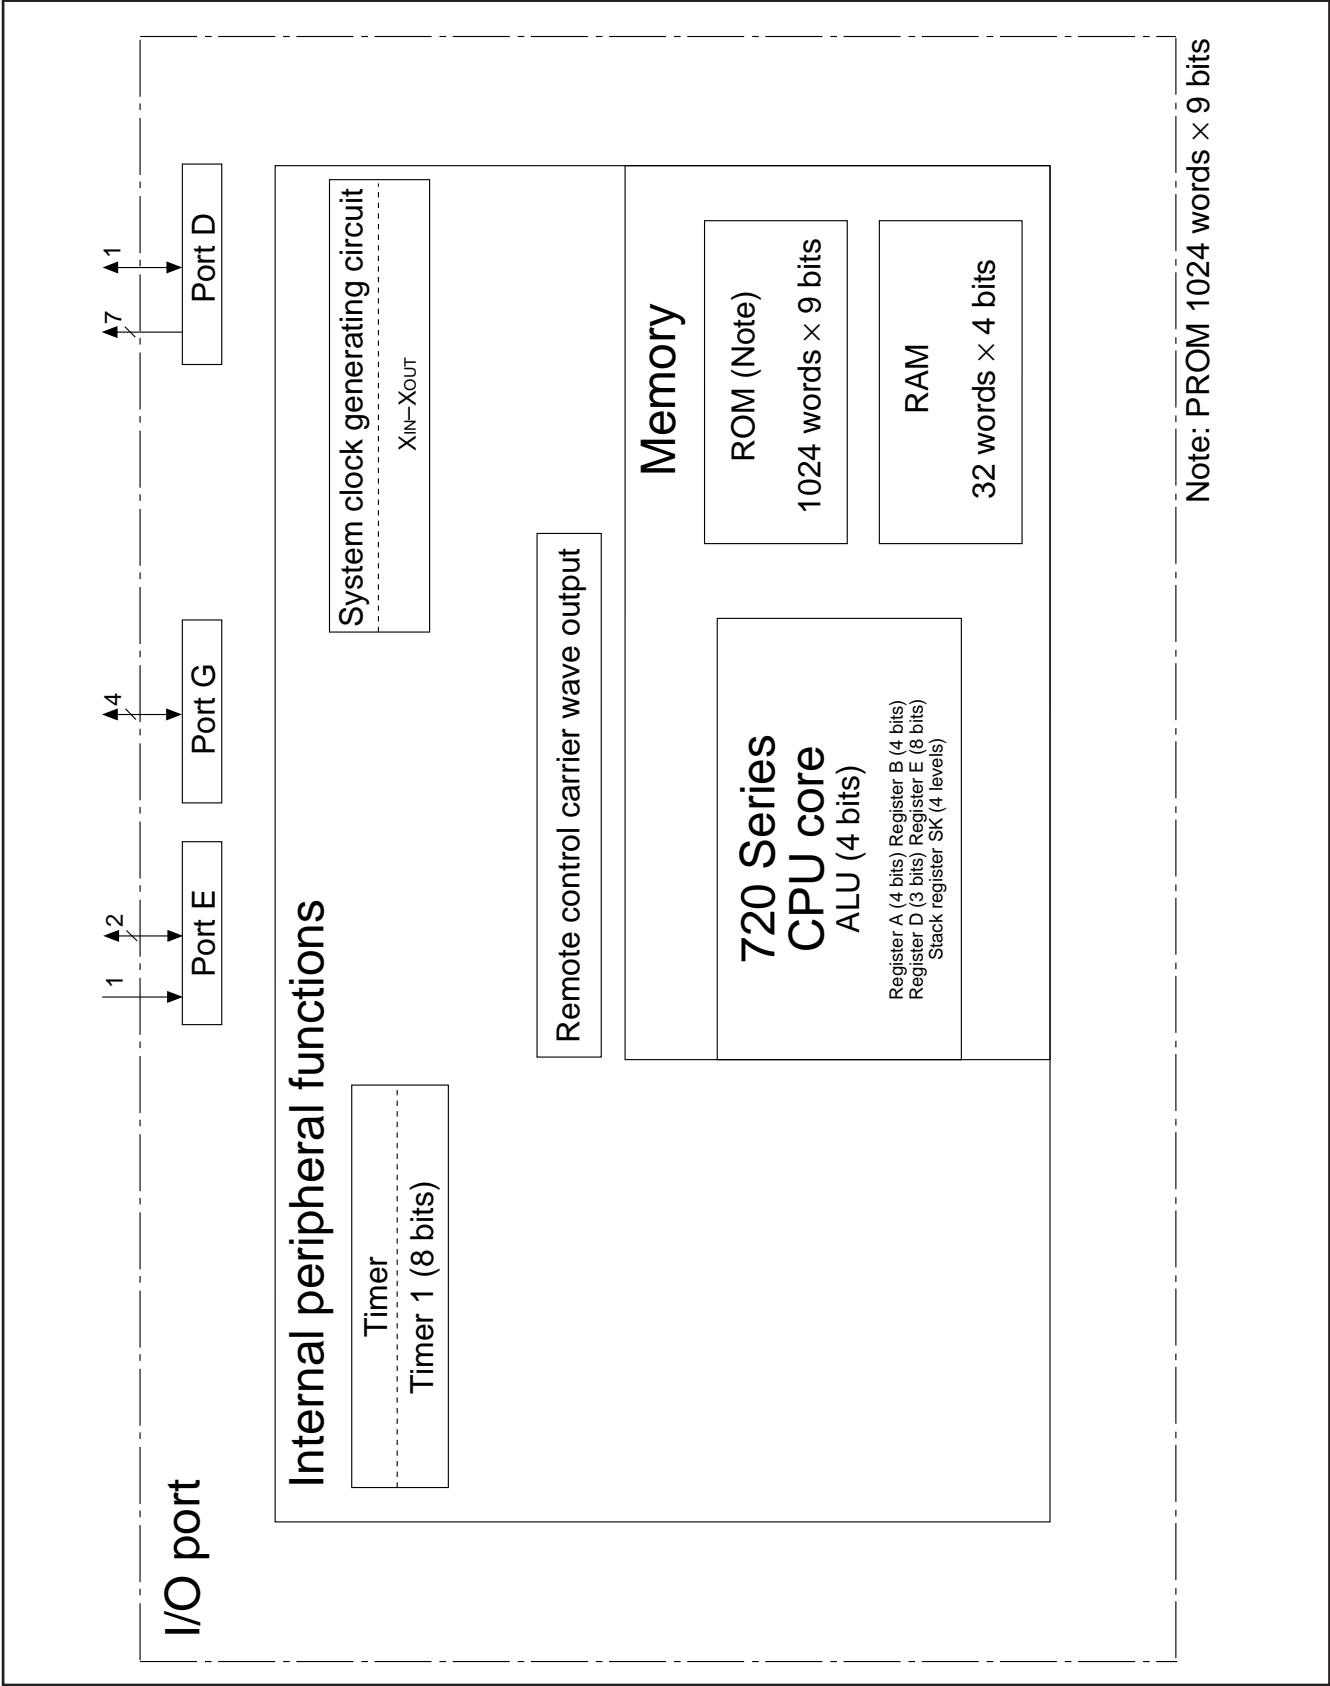 I/O port
1
2
4
7
1
Port E
Port G
Port D
Internal peripheral functions
Timer
Timer 1 (8 bits)
System clock generating circuit
XIN–XOUT
Remote control carrier wave output
Memory
720 Series
CPU core
ALU (4 bits)
Register A (4 bits) Register B (4 bits)
Register D (3 bits) Register E (8 bits)
Stack register SK (4 levels)
ROM (Note)
1024 words × 9 bits
RAM
32 words × 4 bits
Note: PROM 1024 words × 9 bits